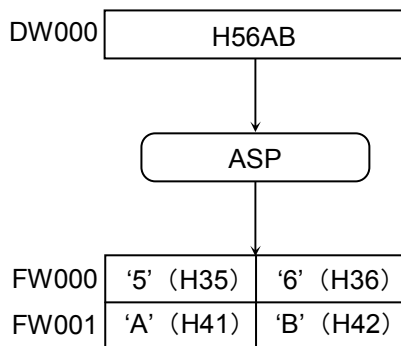 DW000 H56AB
ASP
FW000 ‘5’（H35） ‘6’（H36）
FW001 ‘A’（H41） ‘B’（H42）